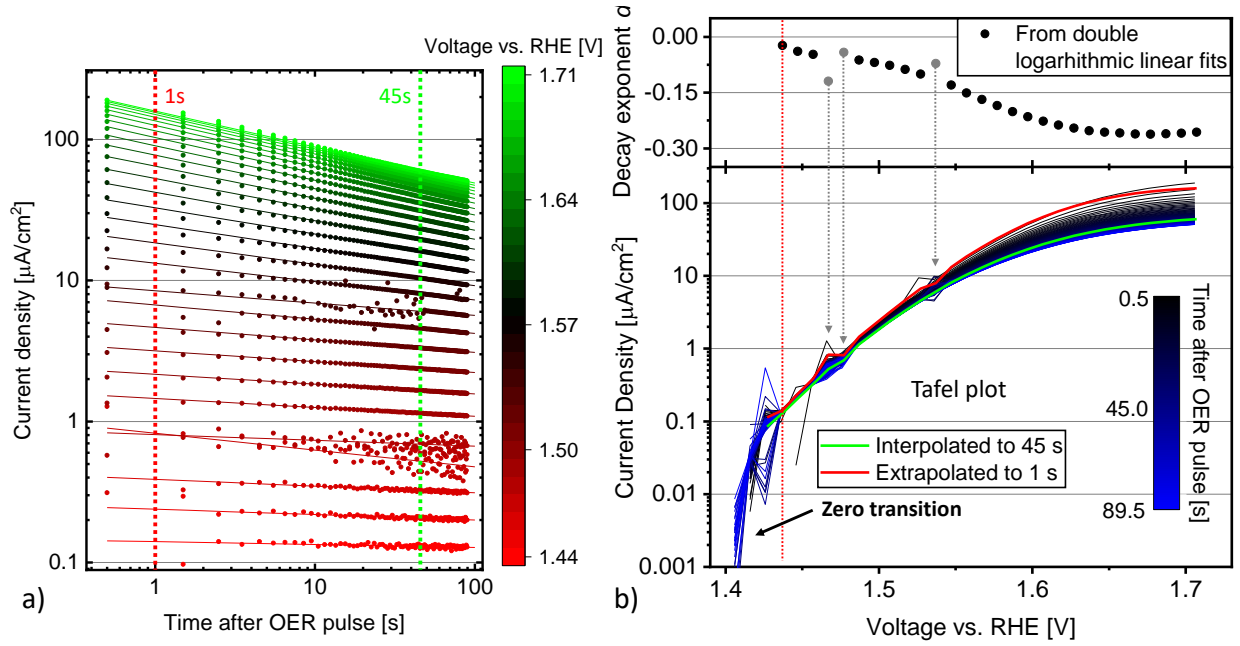 Voltage vs. RHE [V]
1s
45s
1.71
1.64
1.57
1.50
1.44
100
10
1
0.1
Current density [µA/cm²]
1
10
100
Time after OER pulse [s]
a)
b)
Decay exponent
0.00
-0.15
-0.30
From double
logarhithmic linear fits
Current Density [µA/cm²]
100
10
1
0.1
0.01
0.001
Tafel plot
Interpolated to 45 s
Extrapolated to 1 s
Zero transition
0.5
45.0
89.5
Time after OER pulse [s]
1.4
1.5
1.6
1.7
Voltage vs. RHE [V]